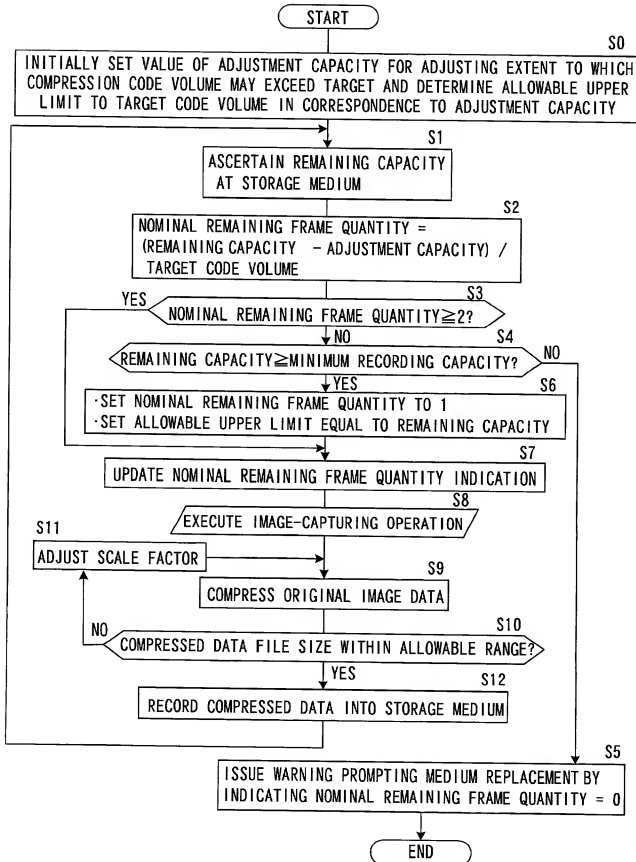 START
S0
INITIALLY SET VALUE OF ADJUSTMENT CAPACITY FOR ADJUSTING EXTENT TO WHICH
COMPRESSION CODE VOLUME MAY EXCEED TARGET AND DETERMINE ALLOWABLE UPPER
LIMIT TO TARGET CODE VOLUME IN CORRESPONDENCE TO ADJUSTMENT CAPACITY
S1
ASCERTAIN REMAINING CAPACITY
AT STORAGE MEDIUM
S2
NOMINAL REMAINING FRAME QUANTITY =
(REMAINING CAPACITY - ADJUSTMENT CAPACITY) /
TARGET CODE VOLUME
S3
YES
NOMINAL REMAINING FRAME QUANTITY≧2?
NO
S4
REMAINING CAPACITY≧MINIMUM RECORDING CAPACITY?
NO
YES
S6
·SET NOMINAL REMAINING FRAME QUANTITY TO 1
·SET ALLOWABLE UPPER LIMIT EQUAL TO REMAINING CAPACITY
S7
UPDATE NOMINAL REMAINING FRAME QUANTITY INDICATION
S8
EXECUTE IMAGE-CAPTURING OPERATION
S11
ADJUST SCALE FACTOR
S9
COMPRESS ORIGINAL IMAGE DATA
S10
NO
COMPRESSED DATA FILE SIZE WITHIN ALLOWABLE RANGE?
YES
S12
RECORD COMPRESSED DATA INTO STORAGE MEDIUM
S5
ISSUE WARNING PROMPTING MEDIUM REPLACEMENT BY
INDICATING NOMINAL REMAINING FRAME QUANTITY = 0
END